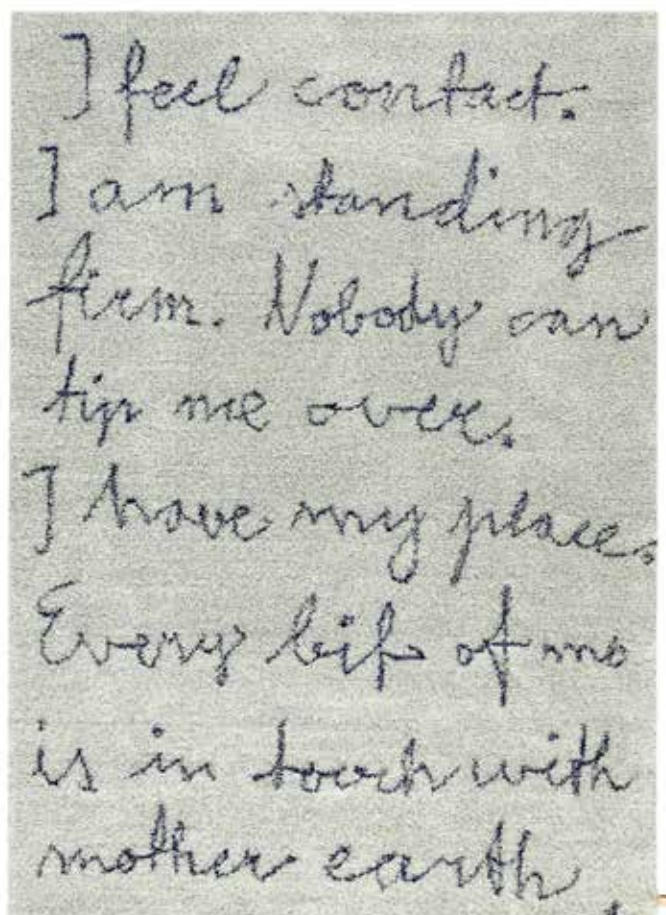 I feel contact.
I am standing
firm. Nobody can
tip me over.
I have my place.
Every bit of me
is in touch with
mother earth.